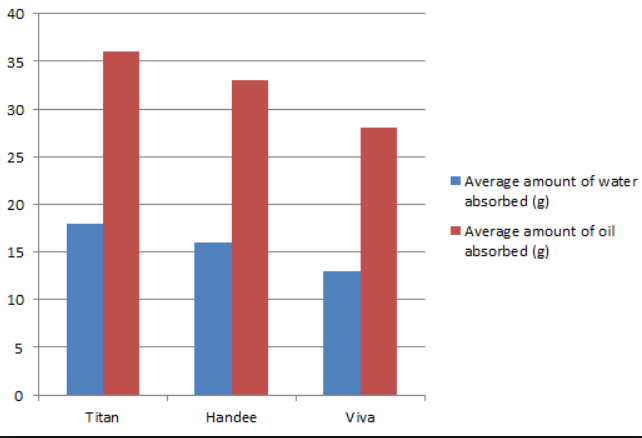 40
35
30
25
20
15
10
5
0
Titan Handee Viva
Average amount of water
absorbed (g)
Average amount of oil
absorbed (g)